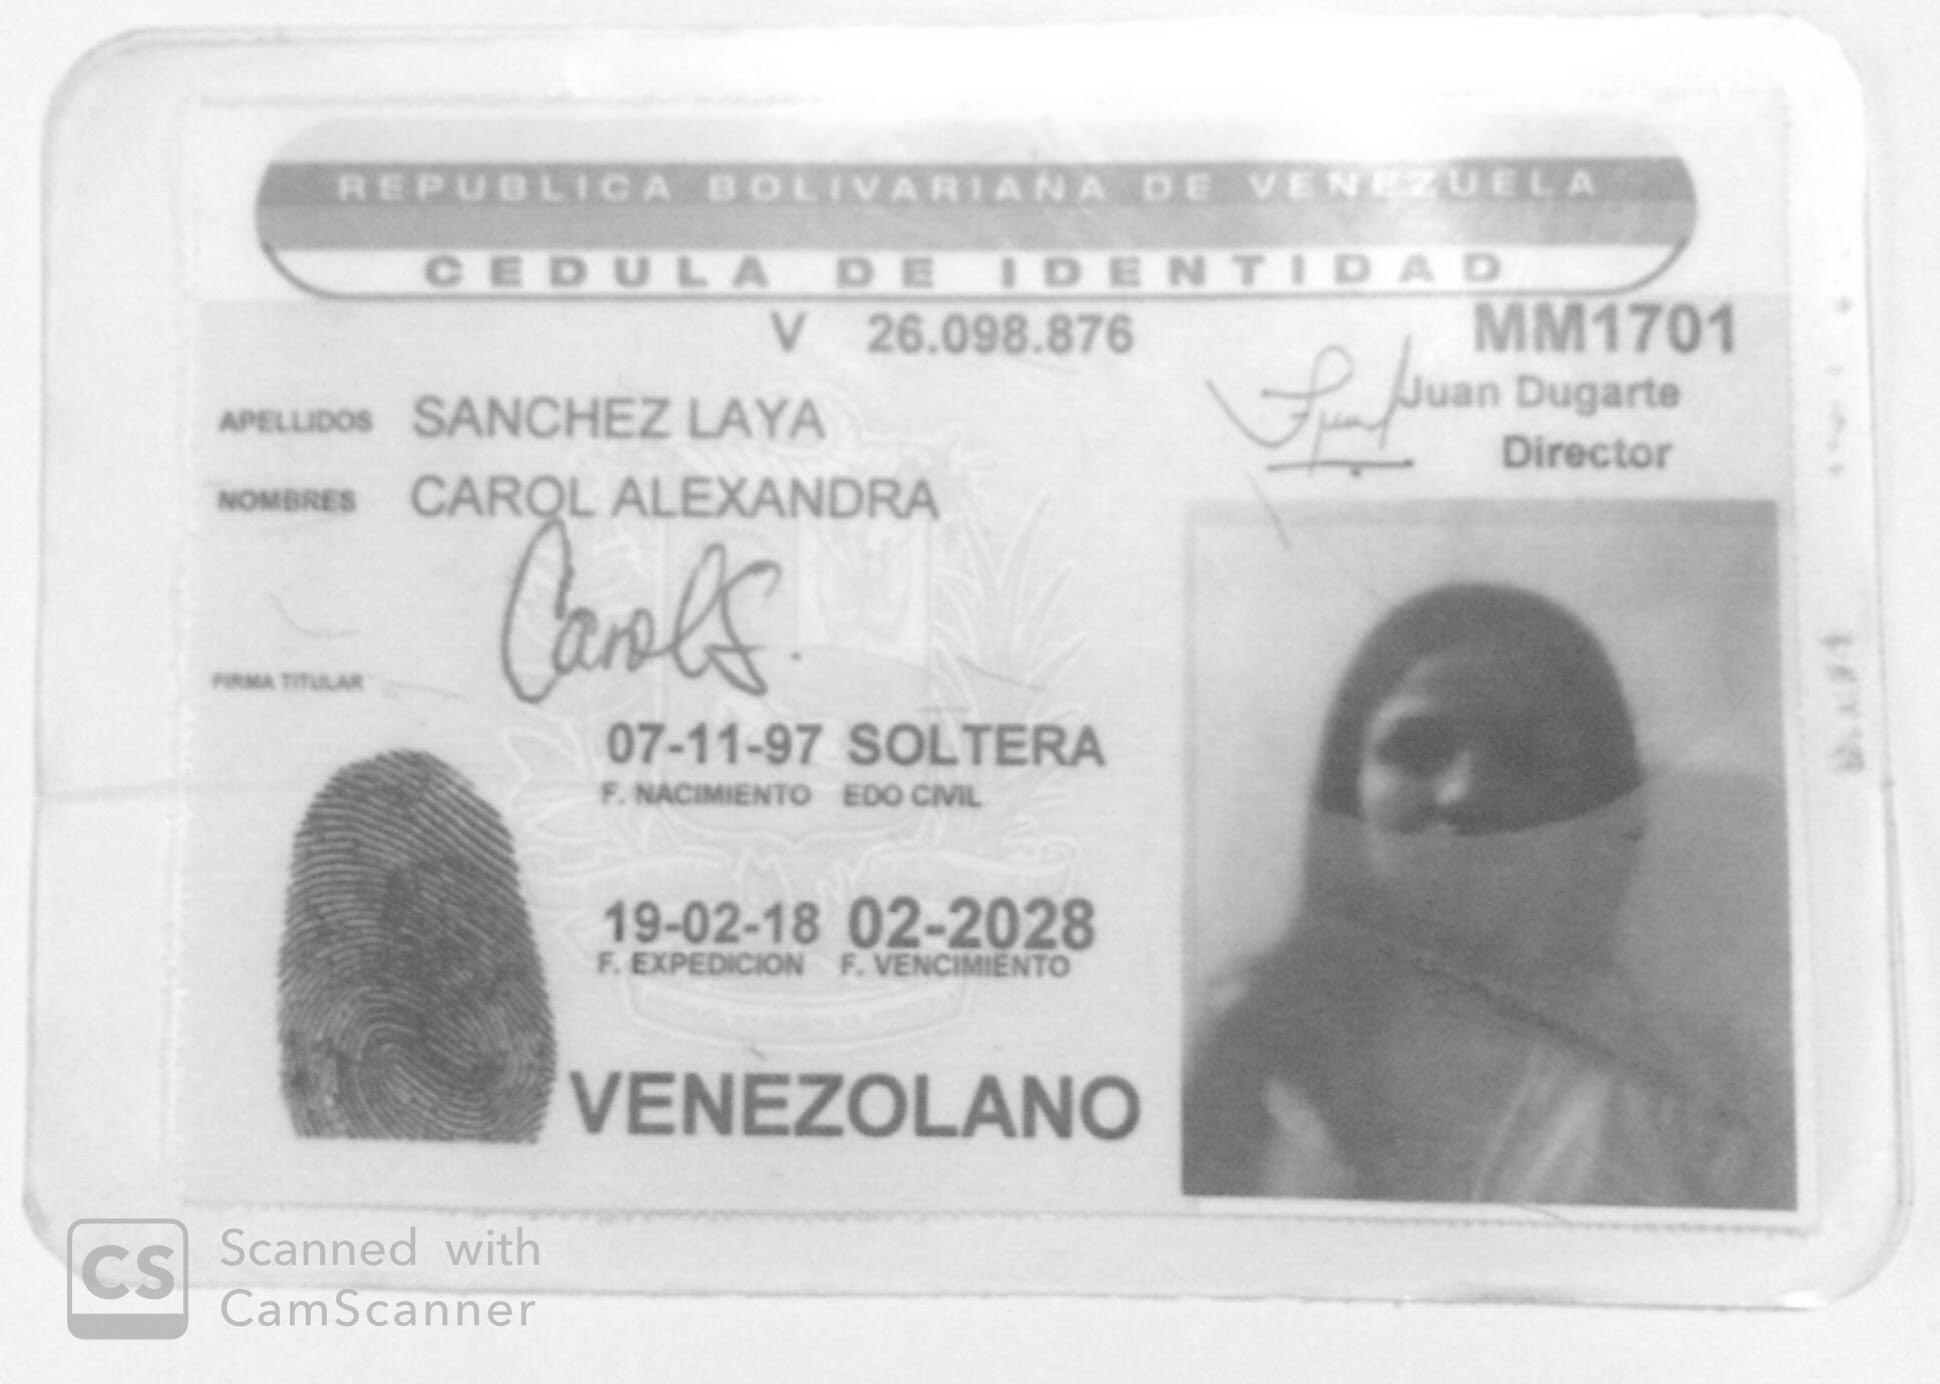 REPUBLICA BOLIVARIANA DE VENEZUELA
CEDULA DE IDENTIDAD
V 26.098.876 MM1701
Juan Dugarte
Director
APELLIDOS SANCHEZ LAYA
NOMBRES CAROL ALEXANDRA
Carol S.
FIRMA TITULAR
07-11-97 SOLTERA
F. NACIMIENTO EDO CIVIL
19-02-18 02-2028
F. EXPEDICION F. VENCIMIENTO
VENEZOLANO
CS Scanned with
CamScanner